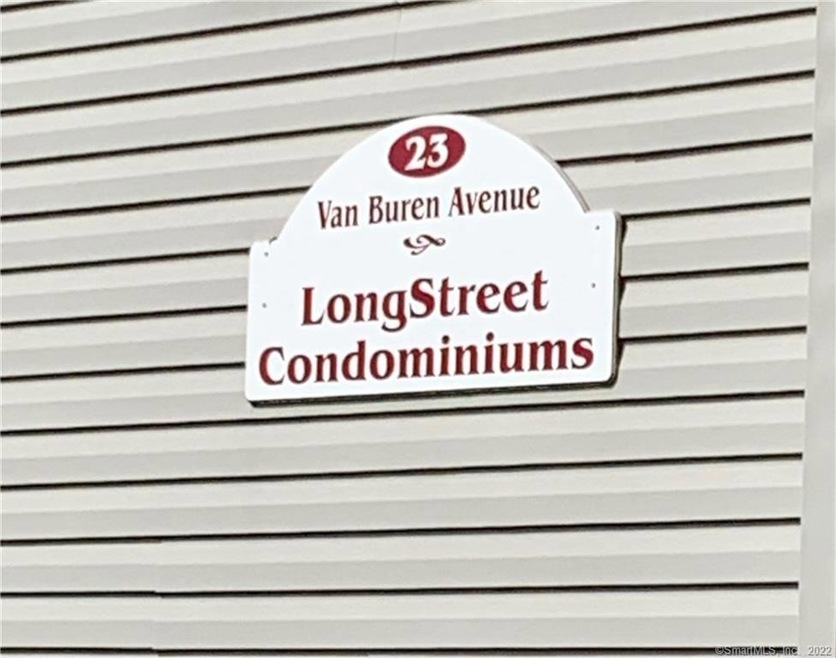 23
Van Buren Avenue
LongStreet
Condominiums
©SmartMLS, Inc. 2022